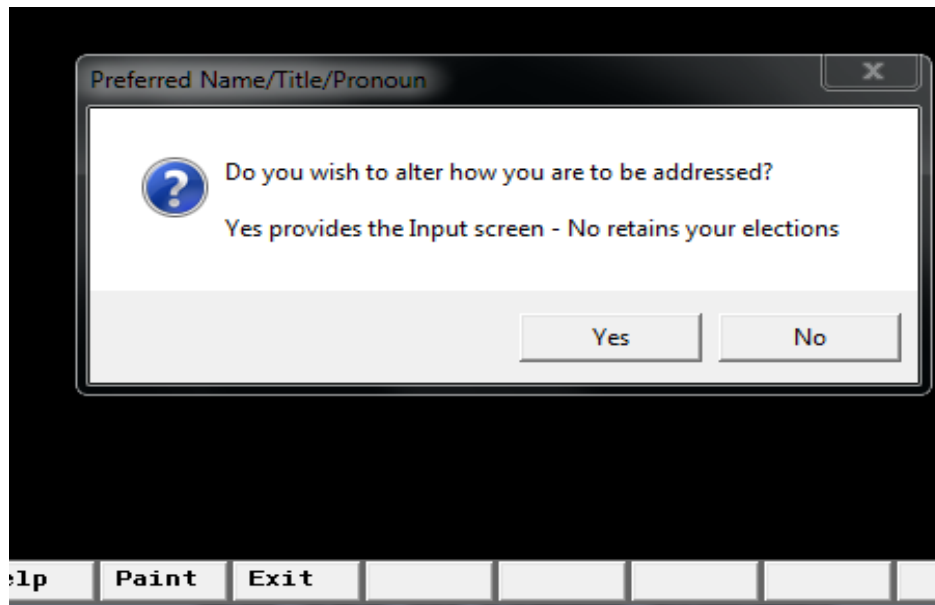 Preferred Name/Title/Pronoun
Do you wish to alter how you are to be addressed?
Yes provides the Input screen - No retains your elections
Yes No
elp Paint Exit